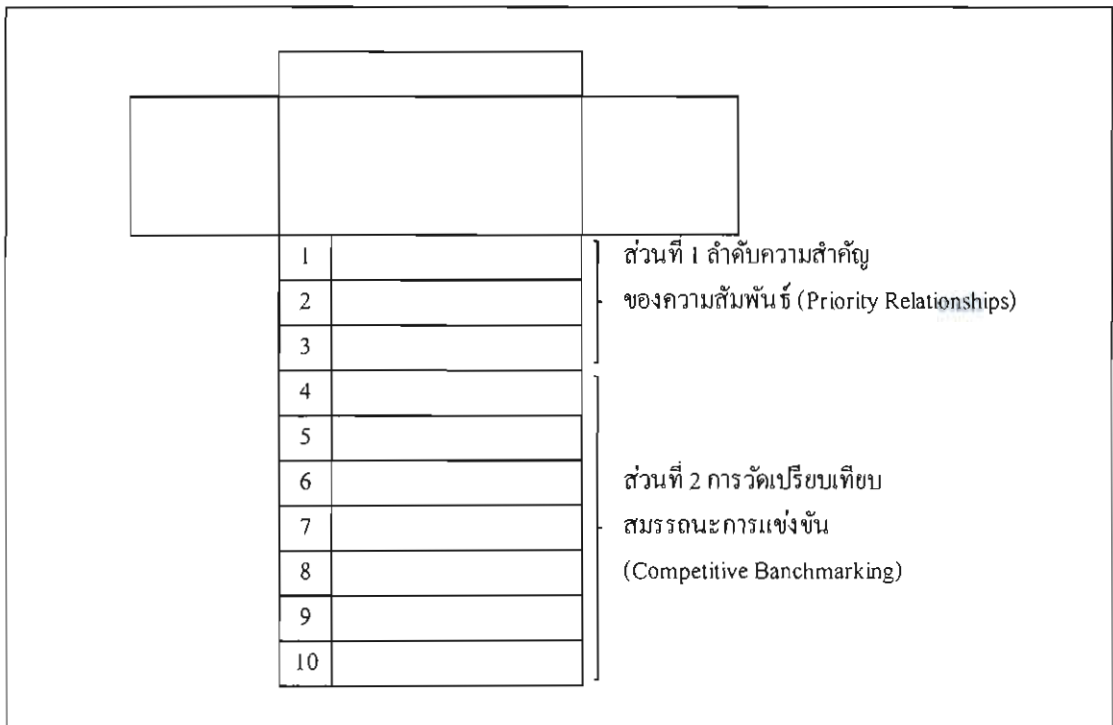 1
ส่วนที่ 1 ลำดับความสำคัญ
2
ของความสัมพันธ์ (Priority Relationships)
3
4
5
6
ส่วนที่ 2 การวัดเปรียบเทียบ
7
สมรรถนะการแข่งขัน
8
(Competitive Banchmarking)
9
10